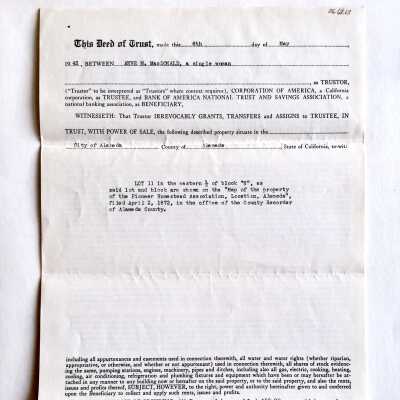 This Deed of Trust, made this 6th day of May
BETWEEN ANNE M. MacDONALD, a single woman
, as TRUSTOR,
("Trustor" to be interpreted as "Trustors" where context requires), CORPORATION OF AMERICA, a California
corporation, as TRUSTEE, and BANK OF AMERICA NATIONAL TRUST AND SAVINGS ASSOCIATION, a
national banking association, as BENEFICIARY,
WITNESSETH: That Trustor IRREVOCABLY GRANTS, TRANSFERS and ASSIGNS to TRUSTEE, IN
TRUST, WITH POWER OF SALE, the following described property situate in the
City of Alameda County of Alameda State of California, to-wit:
LOT 11 in the eastern ½ of block "E", as
said lot and block are shown on the "Map of the property
of the Pioneer Homestead Association, Location, Alameda",
filed April 2, 1873, in the office of the County Recorder
of Alameda County.
including all appurtenances and easements used in connection therewith, all water and water rights (whether riparian,
appropriative, or otherwise, and whether or not appurtenant) used in connection therewith, all shares of stock evidenc-
ing the same, pumping stations, engines, machinery, pipes and ditches, including also all gas, electric, cooking, heating,
cooling, air conditioning, refrigeration and plumbing fixtures and equipment which have been or may hereafter be at-
tached in any manner to any building now or hereafter on the said property, or to the said property, and also the rents,
issues and profits thereof, SUBJECT, HOWEVER, to the right, power and authority hereinafter given to and conferred
upon the Beneficiary to collect and apply such rents, issues and profits.